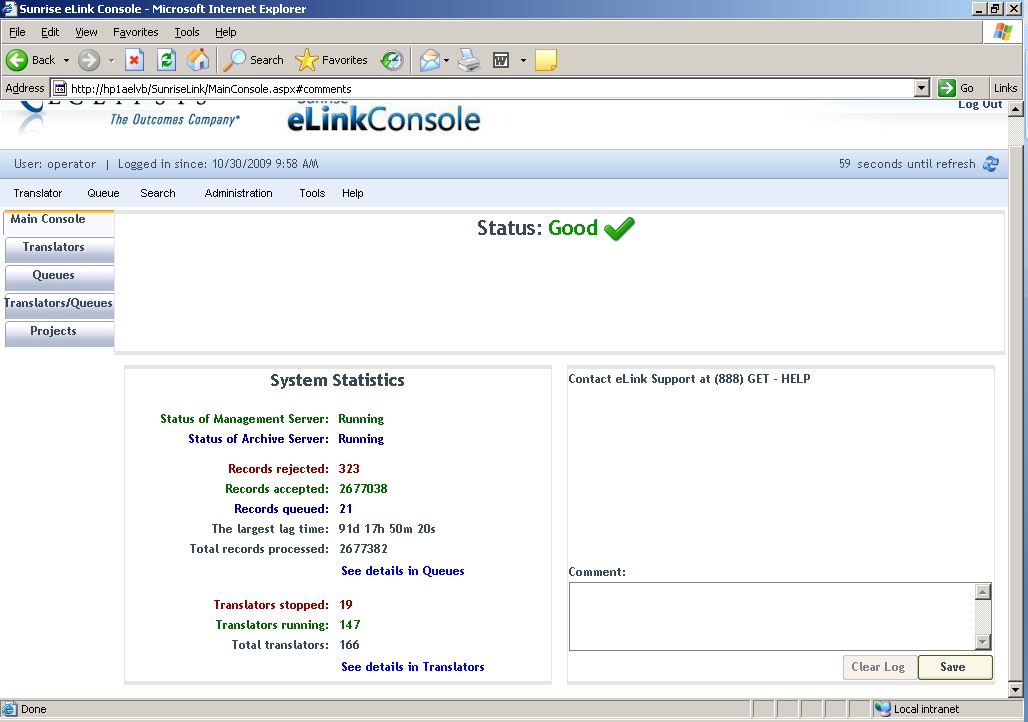 Sunrise eLink Console - Microsoft Internet Explorer
File Edit View Favorites Tools Help
Back Search Favorites
Address http://hp1aelvb/SunriseLink/MainConsole.aspx#comments Go Links
The Outcomes Company® eLinkConsole Log Out
User: operator | Logged in since: 10/30/2009 9:58 AM 59 seconds until refresh
Translator Queue Search Administration Tools Help
Main Console
Translators
Queues
Translators/Queues
Projects
Status: Good
System Statistics
Status of Management Server: Running
Status of Archive Server: Running
Records rejected: 323
Records accepted: 2677038
Records queued: 21
The largest lag time: 91d 17h 50m 20s
Total records processed: 2677382
See details in Queues
Translators stopped: 19
Translators running: 147
Total translators: 166
See details in Translators
Contact eLink Support at (888) GET - HELP
Comment:
Clear Log Save
Done Local intranet